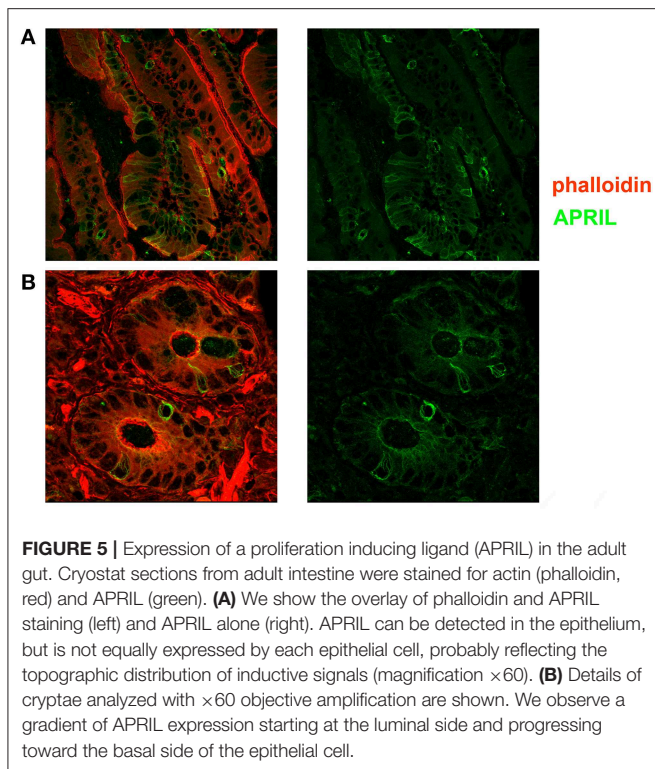 A
phalloidin
APRIL
B
FIGURE 5 | Expression of a proliferation inducing ligand (APRIL) in the adult
gut. Cryostat sections from adult intestine were stained for actin (phalloidin,
red) and APRIL (green). (A) We show the overlay of phalloidin and APRIL
staining (left) and APRIL alone (right). APRIL can be detected in the epithelium,
but is not equally expressed by each epithelial cell, probably reflecting the
topographic distribution of inductive signals (magnification ×60). (B) Details of
cryptae analyzed with ×60 objective amplification are shown. We observe a
gradient of APRIL expression starting at the luminal side and progressing
toward the basal side of the epithelial cell.